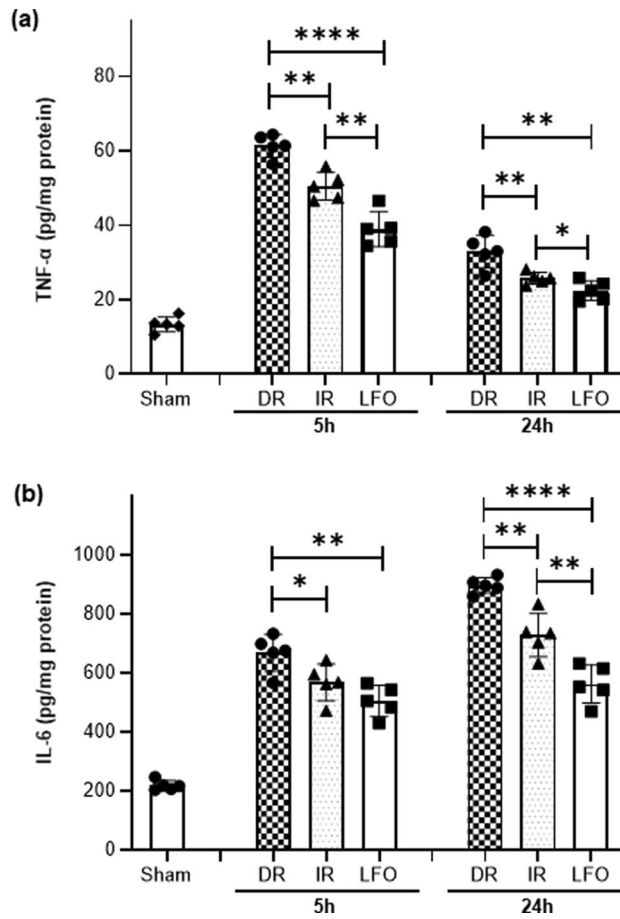 (a)
TNF-α (pg/mg protein)
80
60
40
20
0
****
**
**
**
**
*
Sham DR IR LFO DR IR LFO
5h 24h
(b)
IL-6 (pg/mg protein)
1000
800
600
400
200
0
****
**
**
**
*
Sham DR IR LFO DR IR LFO
5h 24h